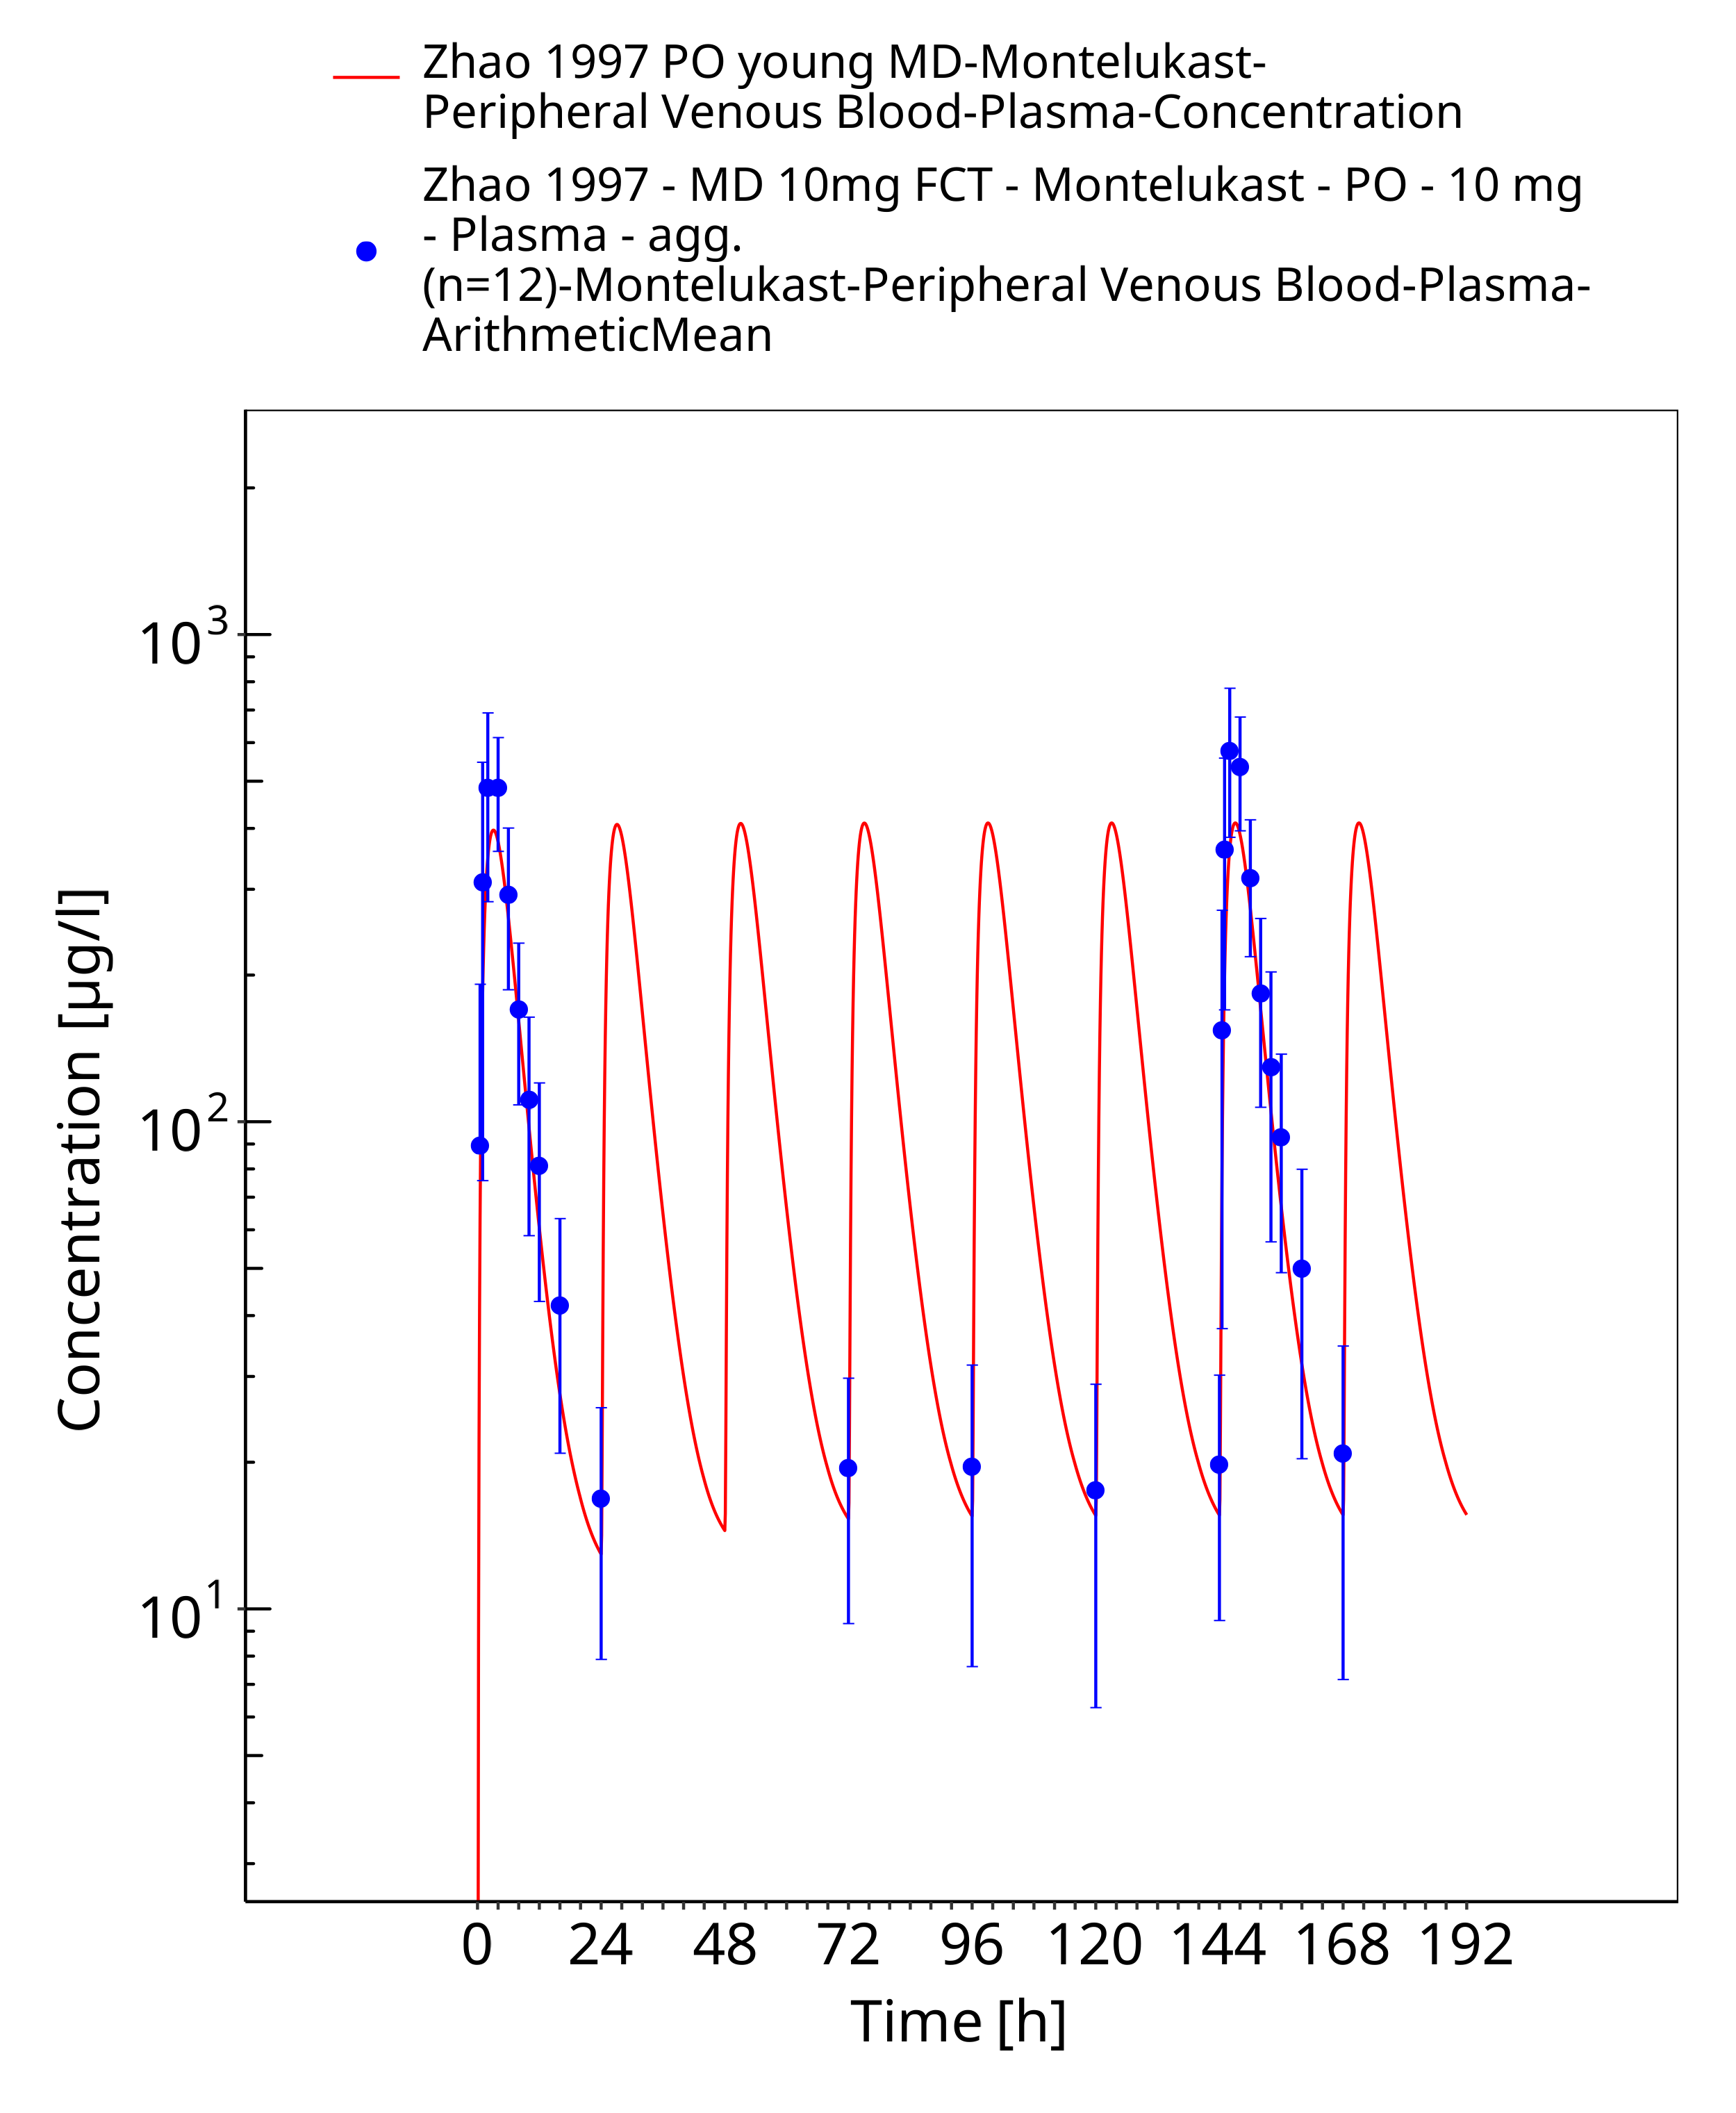 Zhao 1997 PO young MD-Montelukast-
Peripheral Venous Blood-Plasma-Concentration
Zhao 1997 - MD 10mg FCT - Montelukast - PO - 10 mg
- Plasma - agg.
(n=12)-Montelukast-Peripheral Venous Blood-Plasma-
ArithmeticMean
Concentration [µg/l]
10³
10²
10¹
0 24 48 72 96 120 144 168 192
Time [h]